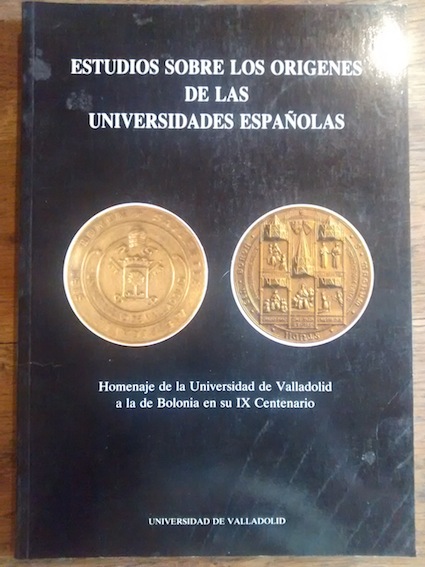 ESTUDIOS SOBRE LOS ORIGENES
DE LAS
UNIVERSIDADES ESPAÑOLAS
Homenaje de la Universidad de Valladolid
a la de Bolonia en su IX Centenario
UNIVERSIDAD DE VALLADOLID